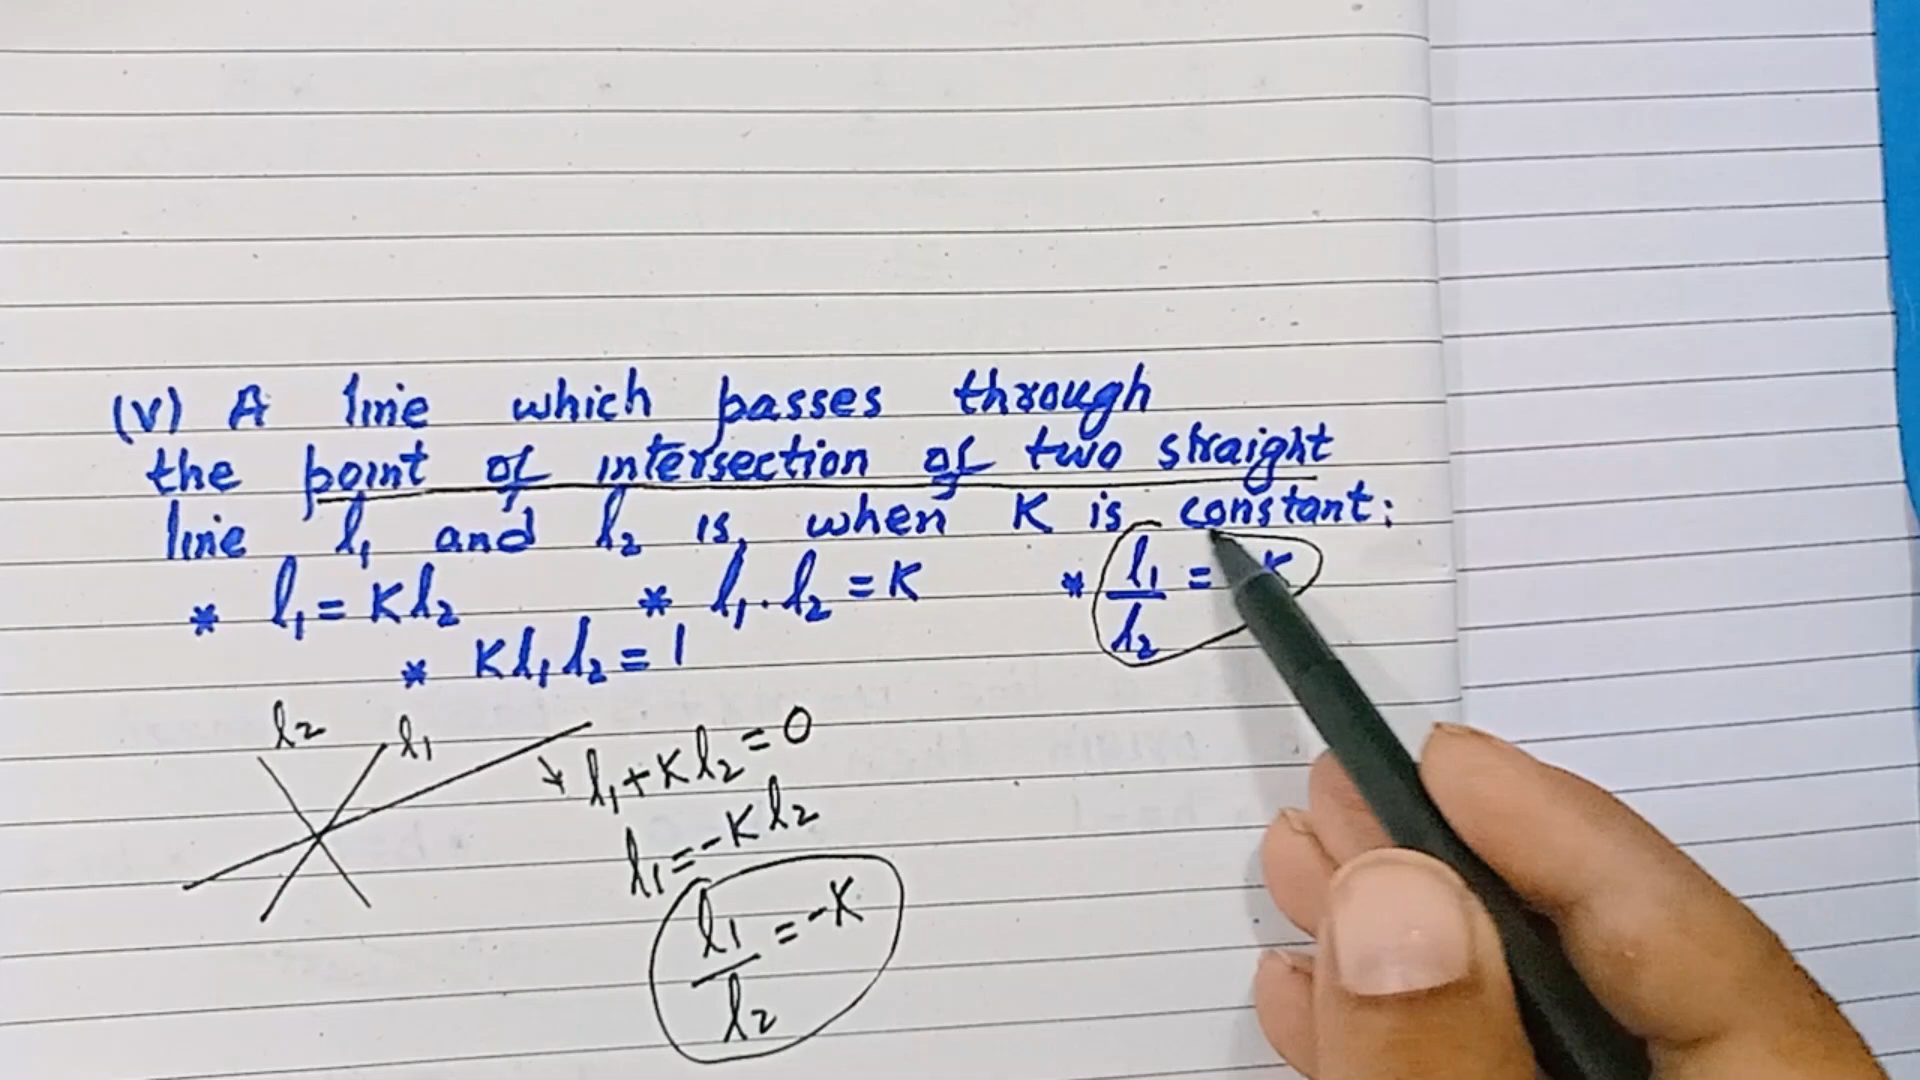 (V) A line which passes through
the point of intersection of two straight
line l₁ and l₂ is, when K is constant:
* l₁ = Kl₂ * l₁.l₂ = K * l₁/l₂ = K
* Kl₁l₂ = 1
l₂ l₁
l₁+Kl₂ = 0
l₁ = -Kl₂
l₁/l₂ = -K